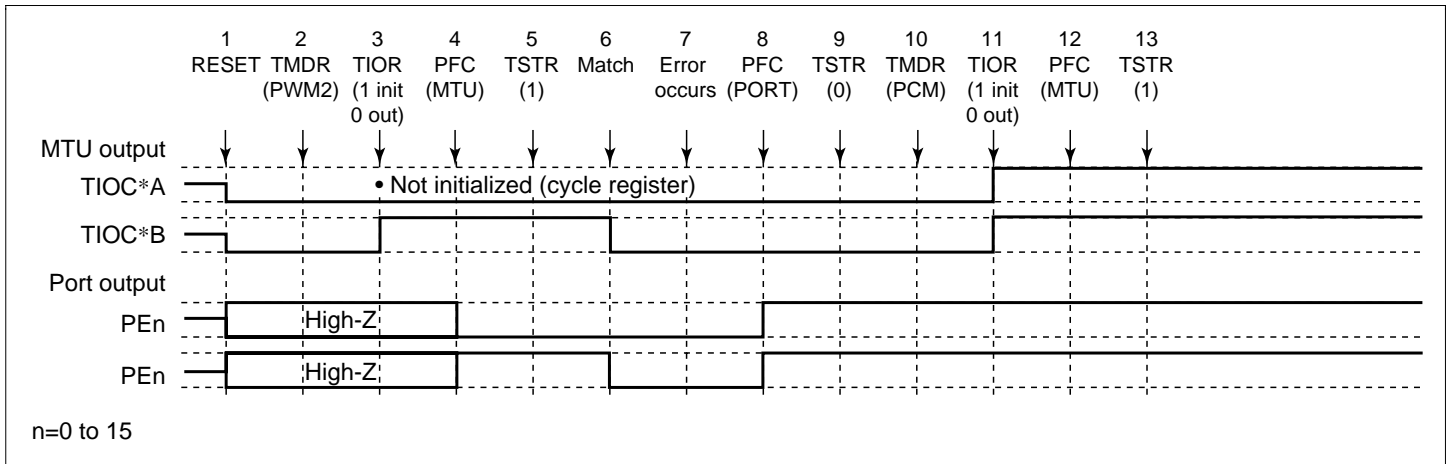 1 2 3 4 5 6 7 8 9 10 11 12 13
RESET TMDR TIOR PFC TSTR Match Error PFC TSTR TMDR TIOR PFC TSTR
(PWM2) (1 init (MTU) (1) occurs (PORT) (0) (PCM) (1 init (MTU) (1)
0 out) 0 out)
MTU output
TIOC*A • Not initialized (cycle register)
TIOC*B
Port output
PEn High-Z
PEn High-Z
n=0 to 15